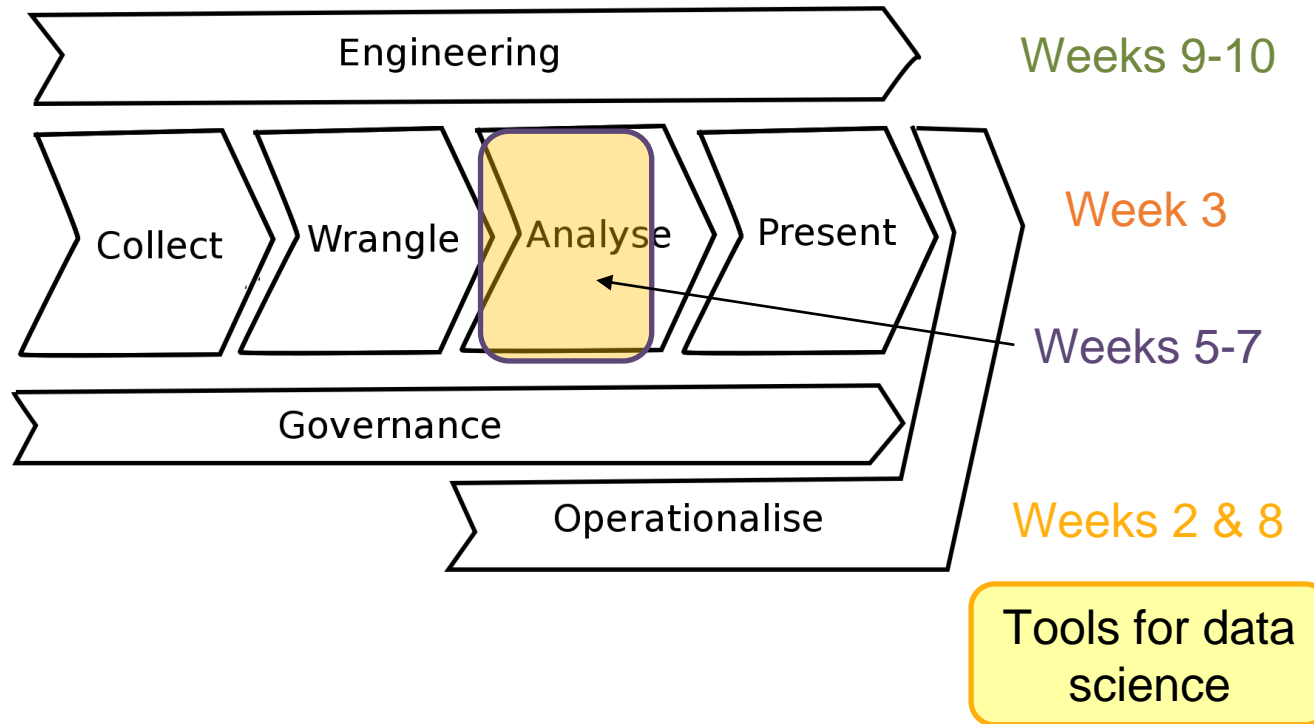 Engineering
Weeks 9-10
Collect
Wrangle
Analyse
Present
Week 3
Weeks 5-7
Governance
Operationalise
Weeks 2 & 8
Tools for data
science